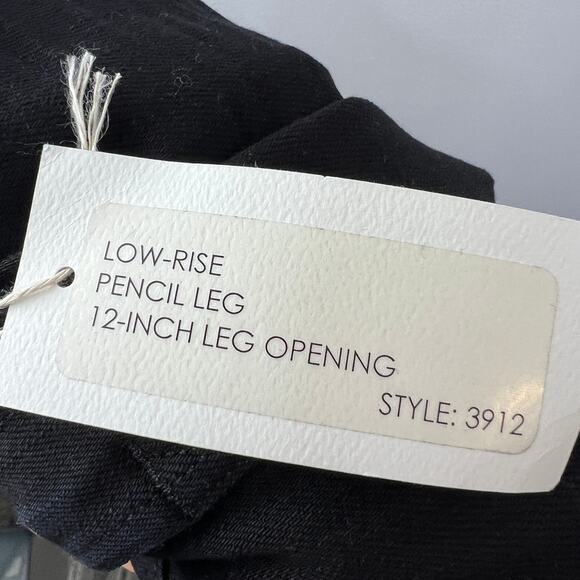 LOW-RISE
PENCIL LEG
12-INCH LEG OPENING
STYLE: 3912